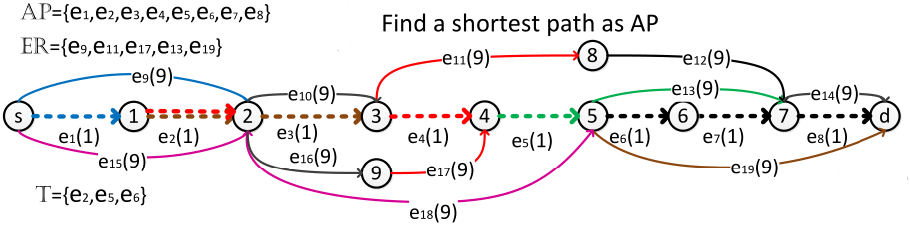 AP={e1,e2,e3,e4,e5,e6,e7,e8}
Find a shortest path as AP
ER={e9,e11,e17,e13,e19}
e9(9)
e10(9)
e11(9)
8
e12(9)
e13(9)
e14(9)
s
1
2
3
4
5
6
7
d
e1(1)
e2(1)
e3(1)
e4(1)
e5(1)
e6(1)
e7(1)
e8(1)
e15(9)
e16(9)
9
e17(9)
e19(9)
T={e2,e5,e6}
e18(9)